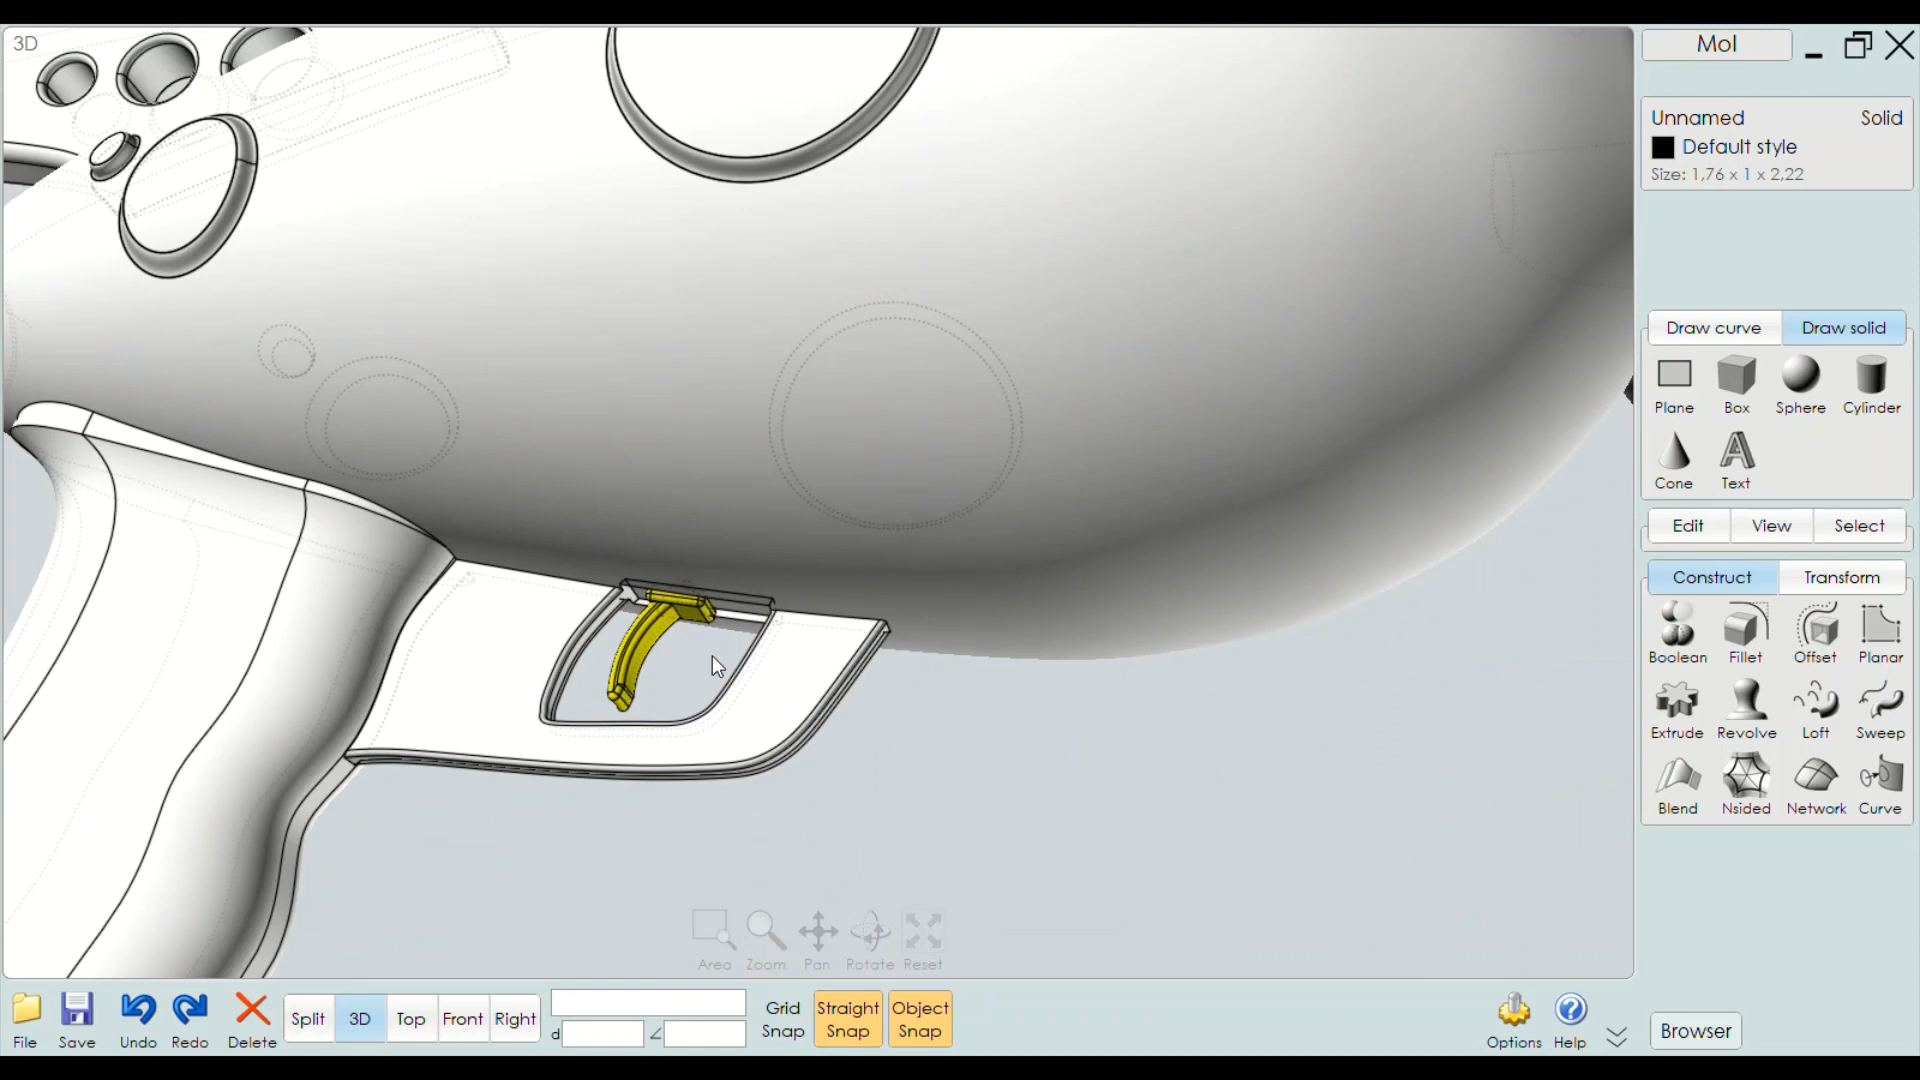 3D
MoI
Unnamed Solid
Default style
Size: 1,76 x 1 x 2,22
Draw curve Draw solid
Plane Box Sphere Cylinder
Cone Text
Edit View Select
Construct Transform
Boolean Fillet Offset Planar
Extrude Revolve Loft Sweep
Blend Nsided Network Curve
Area Zoom Pan Rotate Reset
File Save Undo Redo Delete
Split 3D Top Front Right
d
Grid Snap
Straight Snap
Object Snap
Options Help
Browser